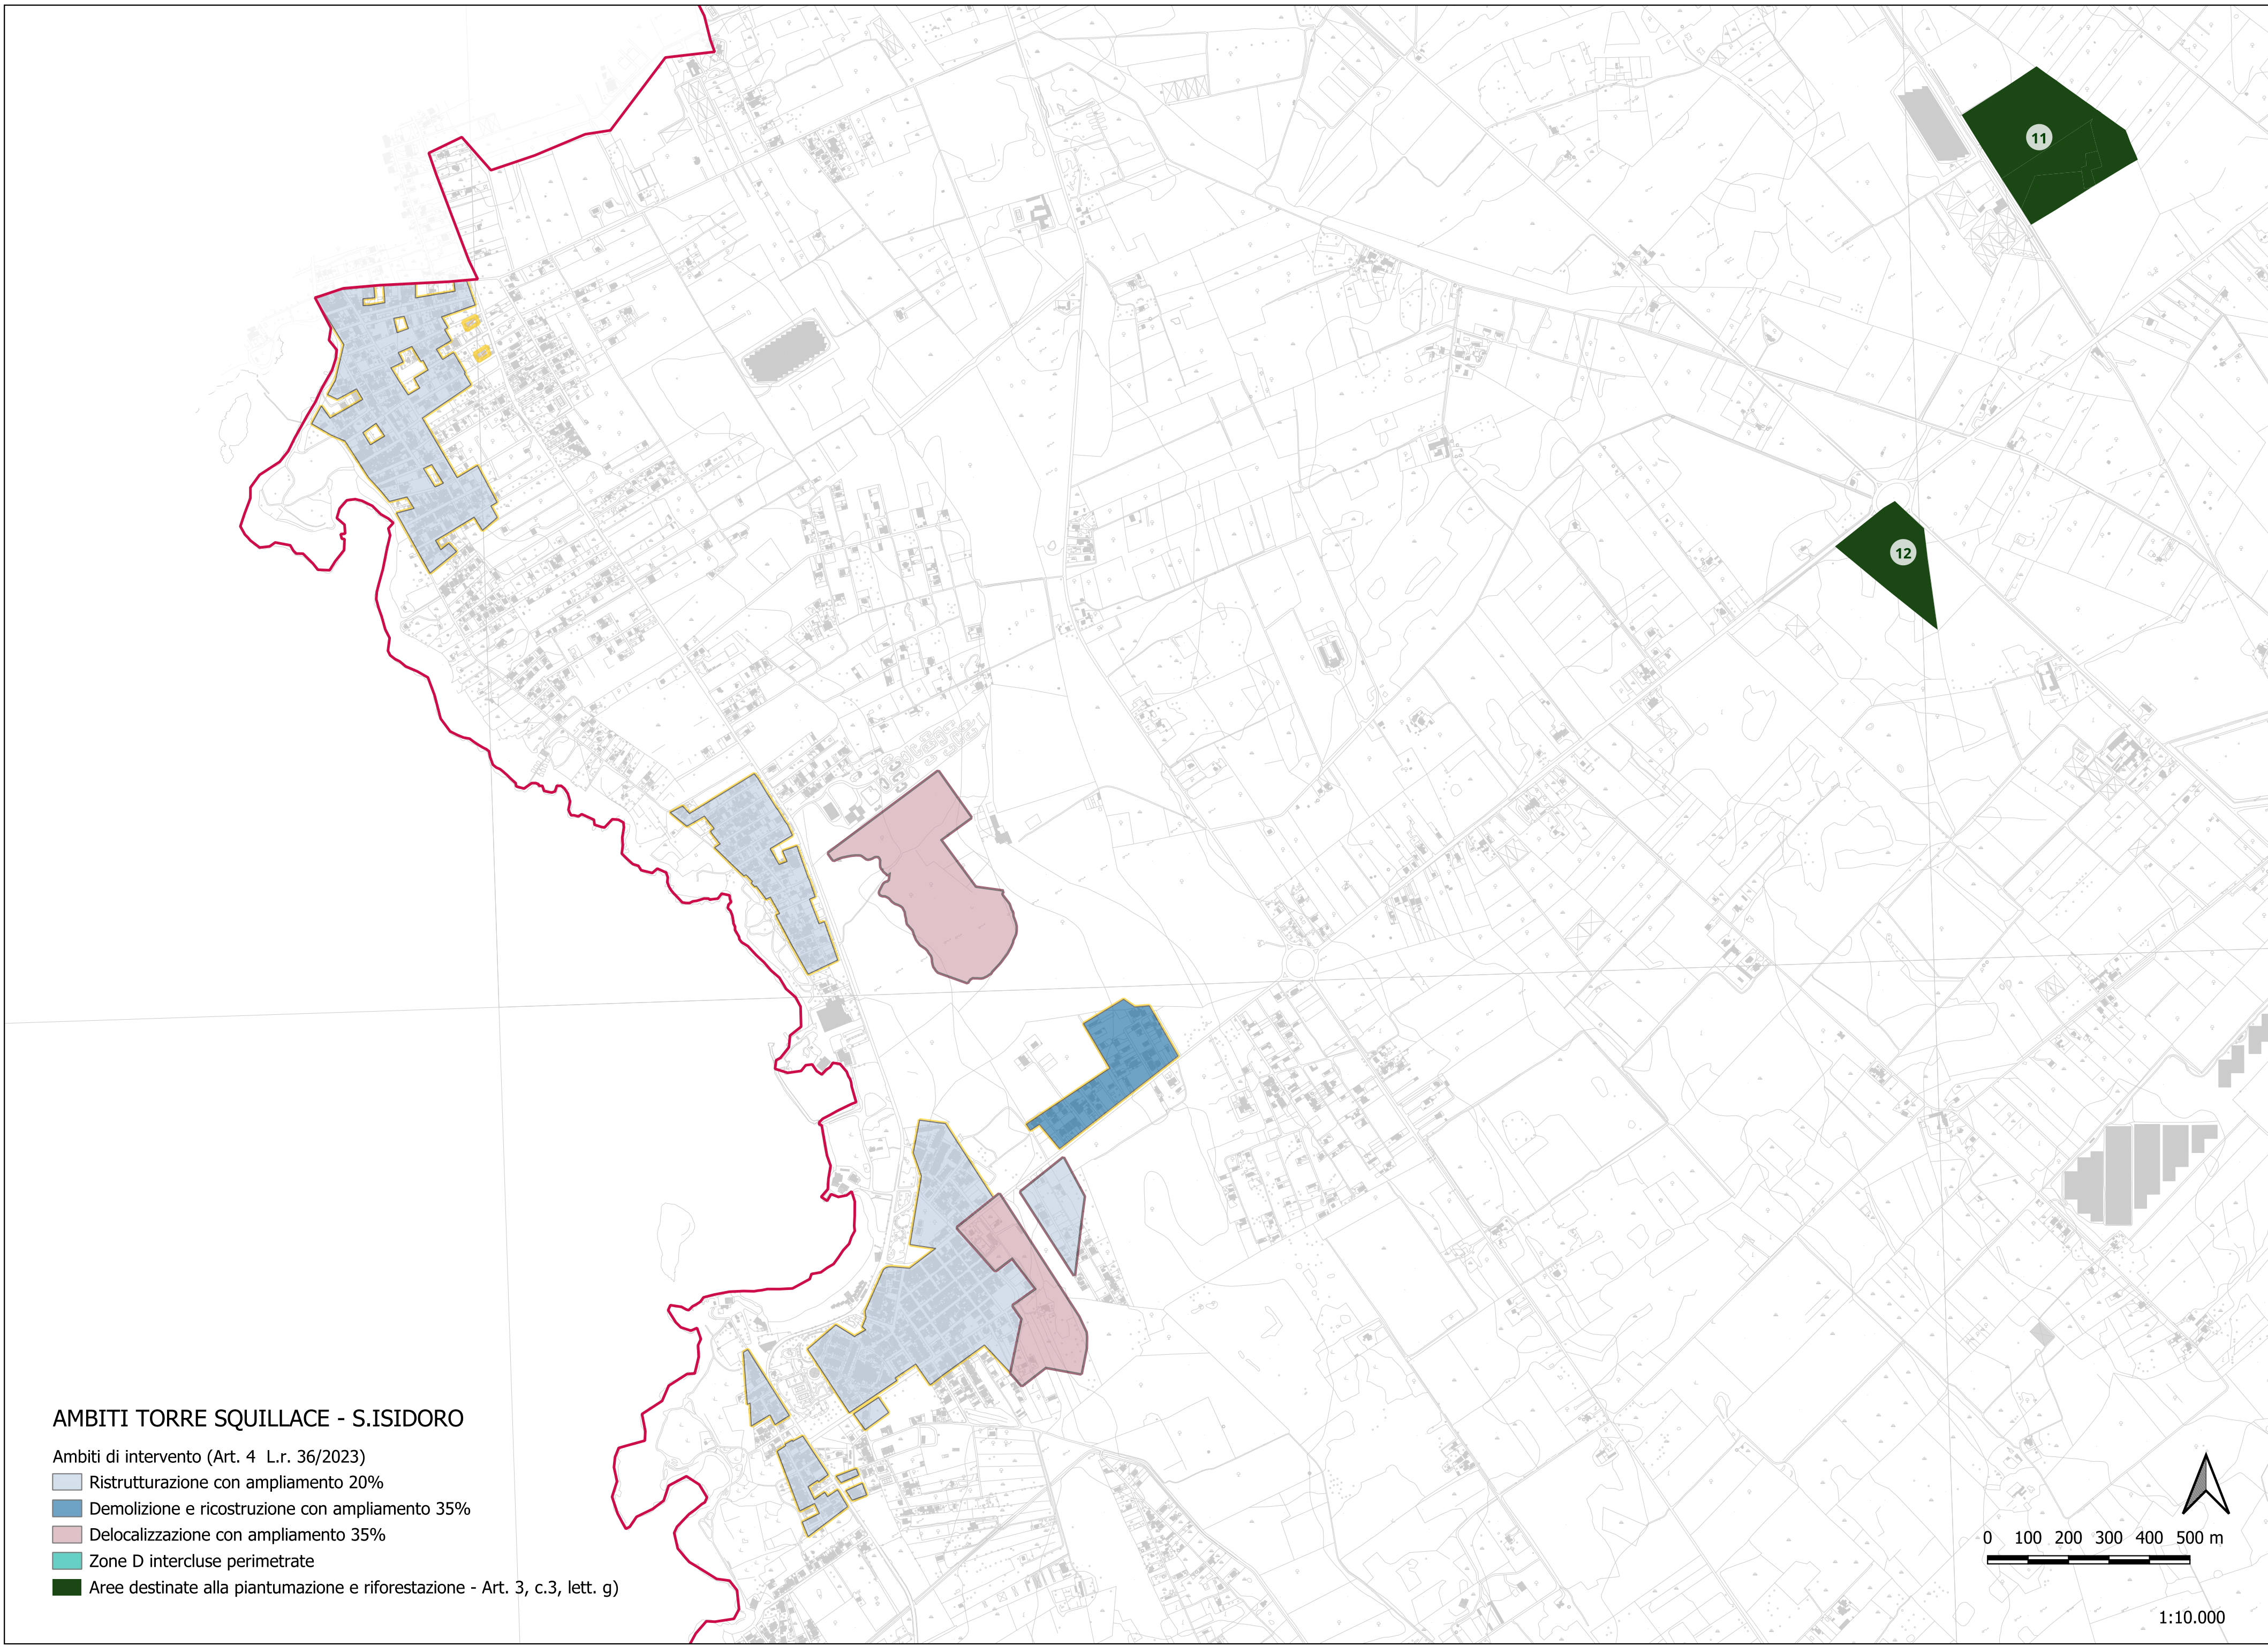 11
12
AMBITI TORRE SQUILLACE - S.ISIDORO
Ambiti di intervento (Art. 4 L.r. 36/2023)
Ristrutturazione con ampliamento 20%
Demolizione e ricostruzione con ampliamento 35%
Delocalizzazione con ampliamento 35%
Zone D intercluse perimetrate
Aree destinate alla piantumazione e riforestazione - Art. 3, c.3, lett. g)
0 100 200 300 400 500 m
1:10.000